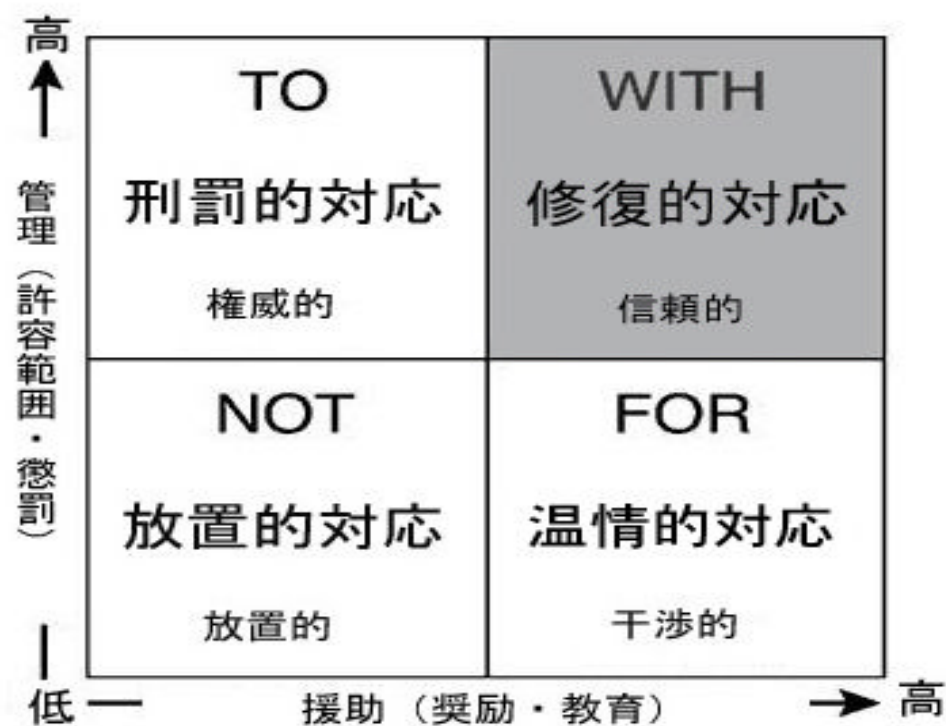 高
管理（許容範囲・懲罰）
TO
刑罰的対応
権威的
WITH
修復的対応
信頼的
NOT
放置的対応
放置的
FOR
温情的対応
干渉的
低
援助（奨励・教育）
高